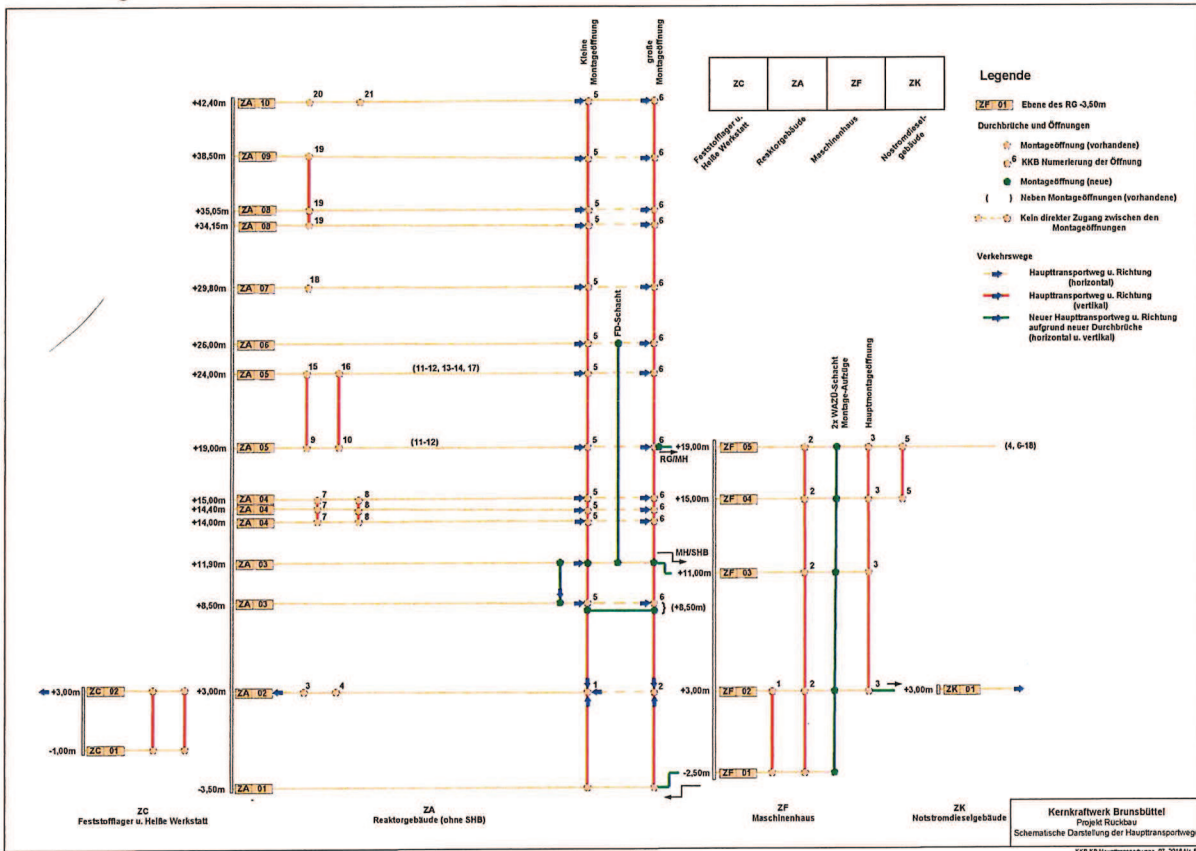 Kleine
Montageöffnung
große
Montageöffnung
ZC ZA ZF ZK
Feststofflager u.
Heiße Werkstatt
Resktorgebäude
Maschinenhaus
Nostromdiesel-
gebäude
Legende
ZF 01 Ebene des RG -3,50m
Durchbrüche und Öffnungen
Montageöffnung (vorhandene)
6 KKB Numerierung der Öffnung
Montageöffnung (neue)
( ) Neben Montageöffnungen (vorhandene)
Kein direkter Zugang zwischen den
Montageöffnungen
Verkehrswege
Haupttransportweg u. Richtung
(horizontal)
Haupttransportweg u. Richtung
(vertikal)
Neuer Haupttransportweg u. Richtung
aufgrund neuer Durchbrüche
(horizontal u. vertikal)
+42,40m ZA 10 20 21 5 6
+38,50m ZA 09 19 5 6
+35,05m ZA 08 19 5 6
+34,15m ZA 08 19 5 6
+29,80m ZA 07 18 5 6
FD-Schacht
+26,00m ZA 06 5 6
+24,00m ZA 05 15 16 (11-12, 13-14, 17) 5 6
2x WAZÜ-Schacht
Montage-Aufzüge
Hauptmontageöffnung
+19,00m ZA 05 9 10 (11-12) 5 6
RG/MH
+19,00m ZF 05 2 3 5 (4, 6-18)
+15,00m ZA 04 7 8 5 6
+15,00m ZF 04 2 3 5
+14,40m ZA 04 7 8 5 6
+14,00m ZA 04 7 8 5 6
+11,90m ZA 03
MH/SHB
+11,00m ZF 03 2 3
+8,50m ZA 03 5 6 (+8,50m)
+3,00m ZC 02
+3,00m ZA 02 3 4 1 2
+3,00m ZF 02 1 2 3
+3,00m ZK 01
-1,00m ZC 01
-2,50m ZF 01
-3,50m ZA 01
ZC
Feststofflager u. Heiße Werkstatt
ZA
Reaktorgebäude (ohne SHB)
ZF
Maschinenhaus
ZK
Notstromdieselgebäude
Kernkraftwerk Brunsbüttel
Projekt Rückbau
Schematische Darstellung der Haupttransportwege